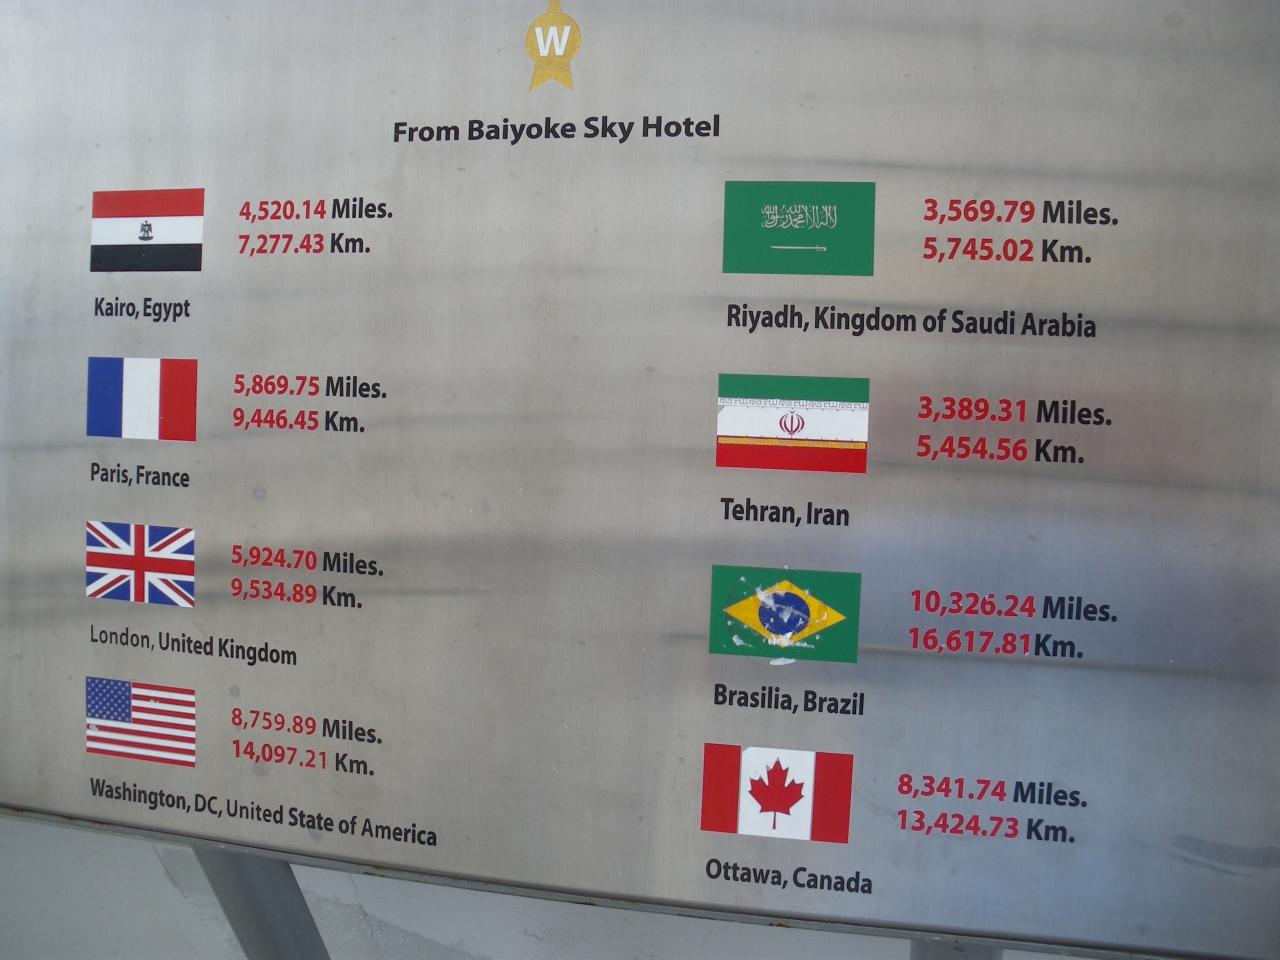 W
From Baiyoke Sky Hotel
4,520.14 Miles.
7,277.43 Km.
Kairo, Egypt
5,869.75 Miles.
9,446.45 Km.
Paris, France
5,924.70 Miles.
9,534.89 Km.
London, United Kingdom
8,759.89 Miles.
14,097.21 Km.
Washington, DC, United State of America
3,569.79 Miles.
5,745.02 Km.
Riyadh, Kingdom of Saudi Arabia
3,389.31 Miles.
5,454.56 Km.
Tehran, Iran
10,326.24 Miles.
16,617.81Km.
Brasilia, Brazil
8,341.74 Miles.
13,424.73 Km.
Ottawa, Canada